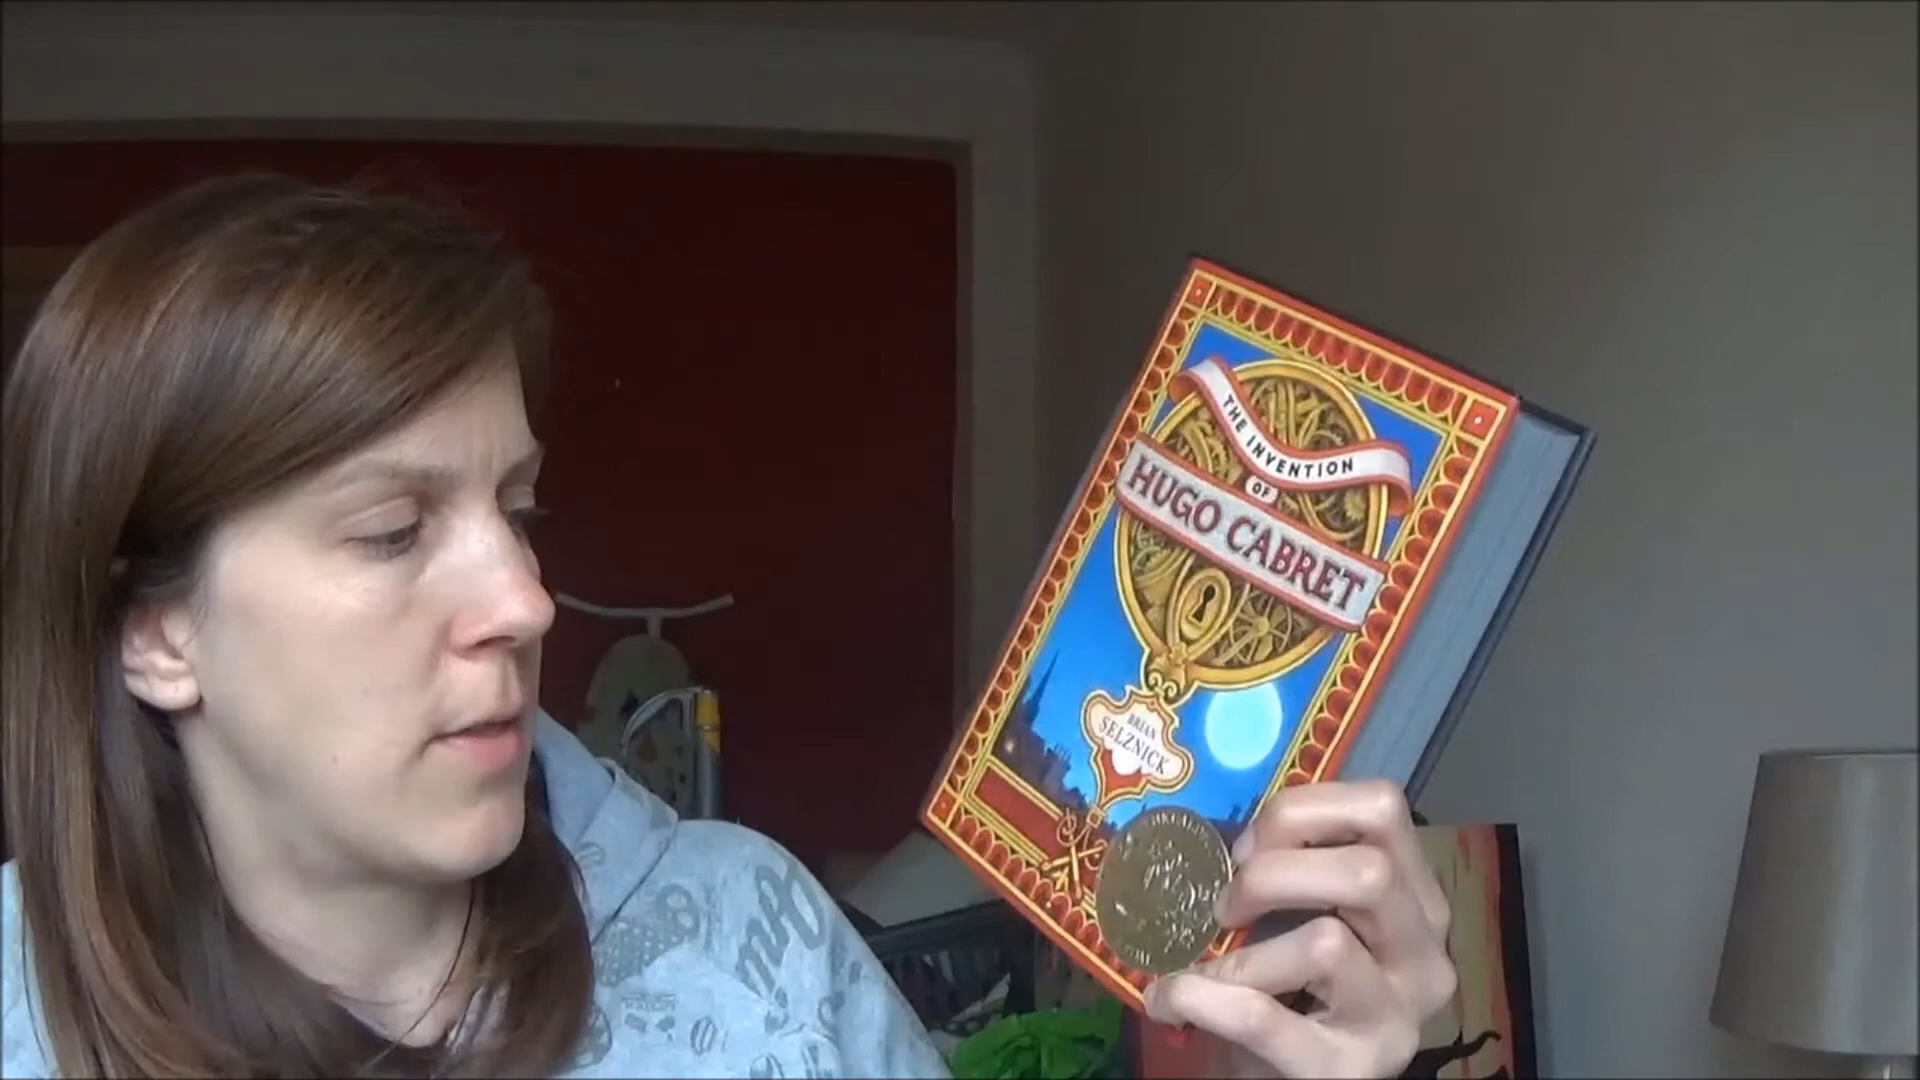 THE INVENTION
OF
HUGO CABRET
BRIAN
SELZNICK